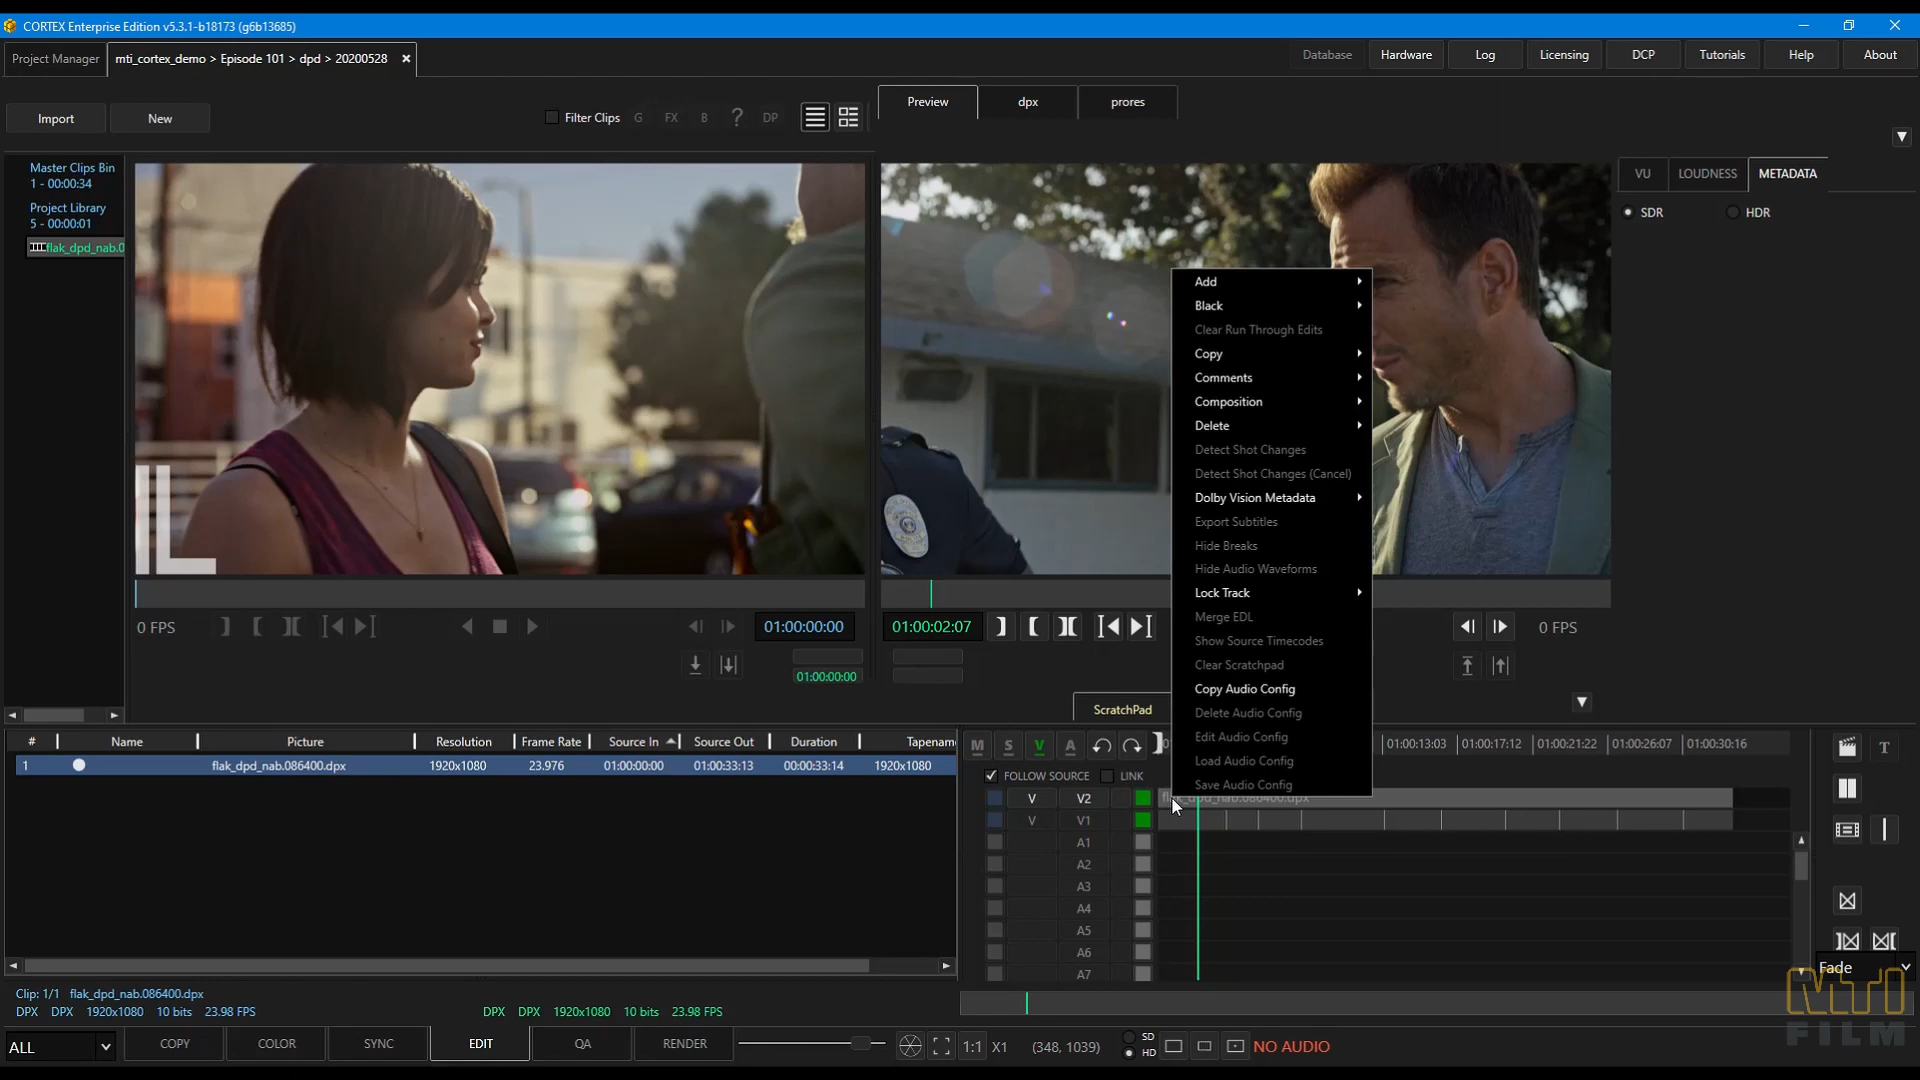 CORTEX Enterprise Edition v5.3.1-b18173 (g6b13685)
Project Manager
mti_cortex_demo > Episode 101 > dpd > 20200528
Database
Hardware
Log
Licensing
DCP
Tutorials
Help
About
Import
New
Filter Clips
G
FX
B
?
DP
Preview
dpx
prores
Master Clips Bin
1 - 00:00:34
Project Library
5 - 00:00:01
flak_dpd_nab.0
VU
LOUDNESS
METADATA
SDR
HDR
IL
Add
Black
Clear Run Through Edits
Copy
Comments
Composition
Delete
Detect Shot Changes
Detect Shot Changes (Cancel)
Dolby Vision Metadata
Export Subtitles
Hide Breaks
Hide Audio Waveforms
Lock Track
Merge EDL
Show Source Timecodes
Clear Scratchpad
Copy Audio Config
Delete Audio Config
Edit Audio Config
Load Audio Config
Save Audio Config
0 FPS
01:00:00:00
01:00:00:00
01:00:02:07
0 FPS
ScratchPad
#
Name
Picture
Resolution
Frame Rate
Source In
Source Out
Duration
Tapenam
1
flak_dpd_nab.086400.dpx
1920x1080
23.976
01:00:00:00
01:00:33:13
00:00:33:14
1920x1080
M
S
V
A
01:00:13:03
01:00:17:12
01:00:21:22
01:00:26:07
01:00:30:16
T
FOLLOW SOURCE
LINK
V
V2
flak_dpd_nab.086400.dpx
V
V1
A1
A2
A3
A4
A5
A6
A7
Fade
Clip: 1/1 flak_dpd_nab.086400.dpx
DPX DPX 1920x1080 10 bits 23.98 FPS
DPX DPX 1920x1080 10 bits 23.98 FPS
ALL
COPY
COLOR
SYNC
EDIT
QA
RENDER
1:1
X1
(348, 1039)
SD
HD
NO AUDIO
MTI
FILM